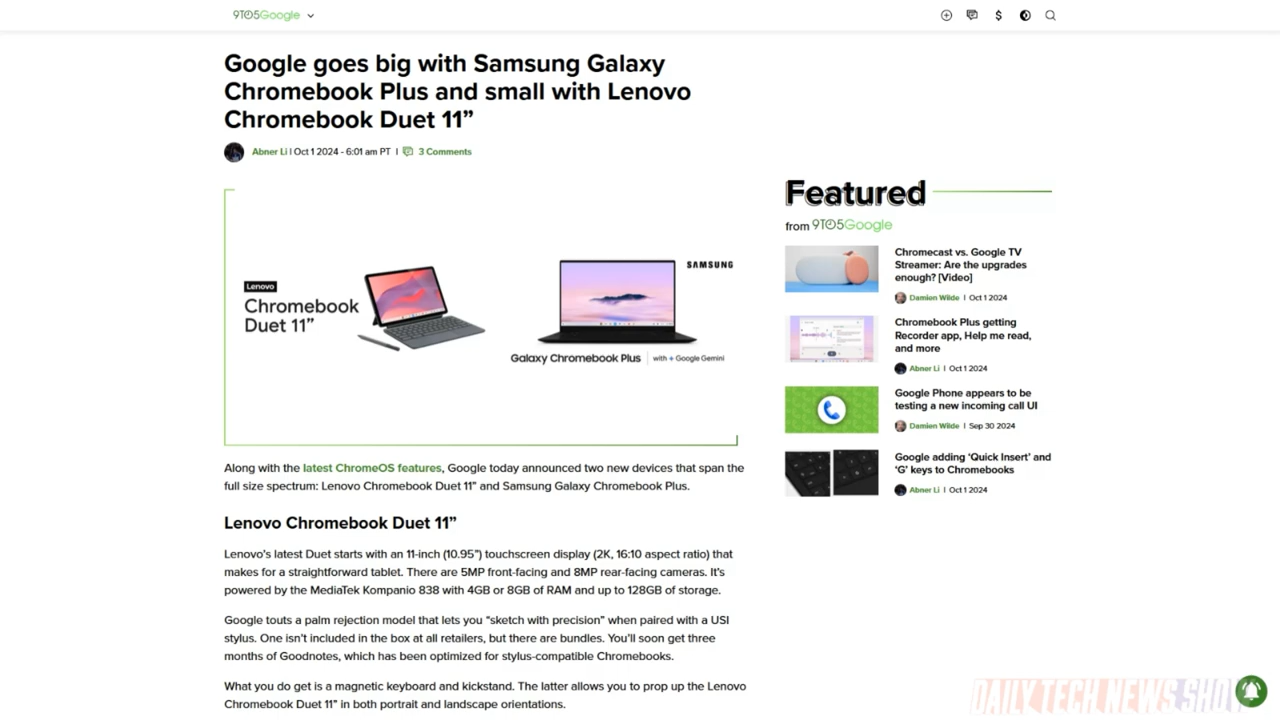 9TO5Google
Google goes big with Samsung Galaxy
Chromebook Plus and small with Lenovo
Chromebook Duet 11”
Abner Li | Oct 1 2024 - 6:01 am PT | 3 Comments
Lenovo
Chromebook
Duet 11”
SAMSUNG
Galaxy Chromebook Plus | with + Google Gemini
Along with the latest ChromeOS features, Google today announced two new devices that span the
full size spectrum: Lenovo Chromebook Duet 11” and Samsung Galaxy Chromebook Plus.
Lenovo Chromebook Duet 11”
Lenovo’s latest Duet starts with an 11-inch (10.95”) touchscreen display (2K, 16:10 aspect ratio) that
makes for a straightforward tablet. There are 5MP front-facing and 8MP rear-facing cameras. It’s
powered by the MediaTek Kompanio 838 with 4GB or 8GB of RAM and up to 128GB of storage.
Google touts a palm rejection model that lets you “sketch with precision” when paired with a USI
stylus. One isn’t included in the box at all retailers, but there are bundles. You’ll soon get three
months of Goodnotes, which has been optimized for stylus-compatible Chromebooks.
What you do get is a magnetic keyboard and kickstand. The latter allows you to prop up the Lenovo
Chromebook Duet 11” in both portrait and landscape orientations.
Featured
from 9TO5Google
Chromecast vs. Google TV
Streamer: Are the upgrades
enough? [Video]
Damien Wilde | Oct 1 2024
Chromebook Plus getting
Recorder app, Help me read,
and more
Abner Li | Oct 1 2024
Google Phone appears to be
testing a new incoming call UI
Damien Wilde | Sep 30 2024
Google adding ‘Quick Insert’ and
‘G’ keys to Chromebooks
Abner Li | Oct 1 2024
DAILY TECH NEWS SHOW